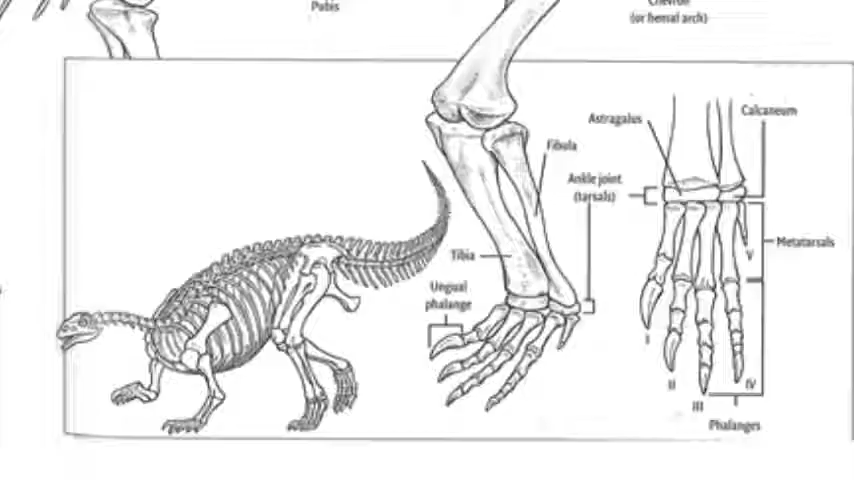 Pubis
Chevron
(or hemal arch)
Astragalus
Calcaneum
Fibula
Ankle joint
(tarsals)
Metatarsals
V
Tibia
Ungual
phalange
I
II
III
IV
Phalanges